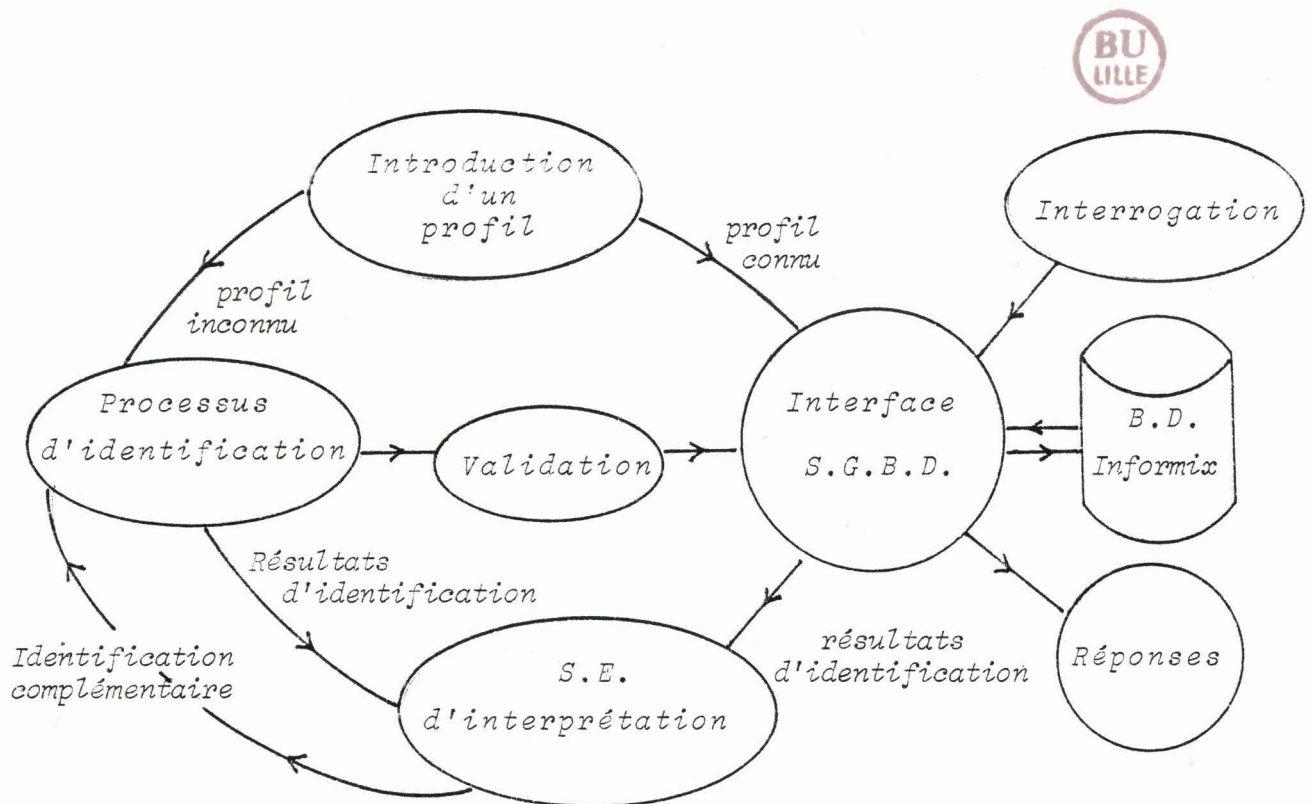 BU
LILLE
Introduction
d'un
profil
Interrogation
profil
connu
profil
inconnu
Processus
d'identification
Validation
Interface
S.G.B.D.
B.D.
Informix
Résultats
d'identification
Identification
complémentaire
S.E.
d'interprétation
résultats
d'identification
Réponses